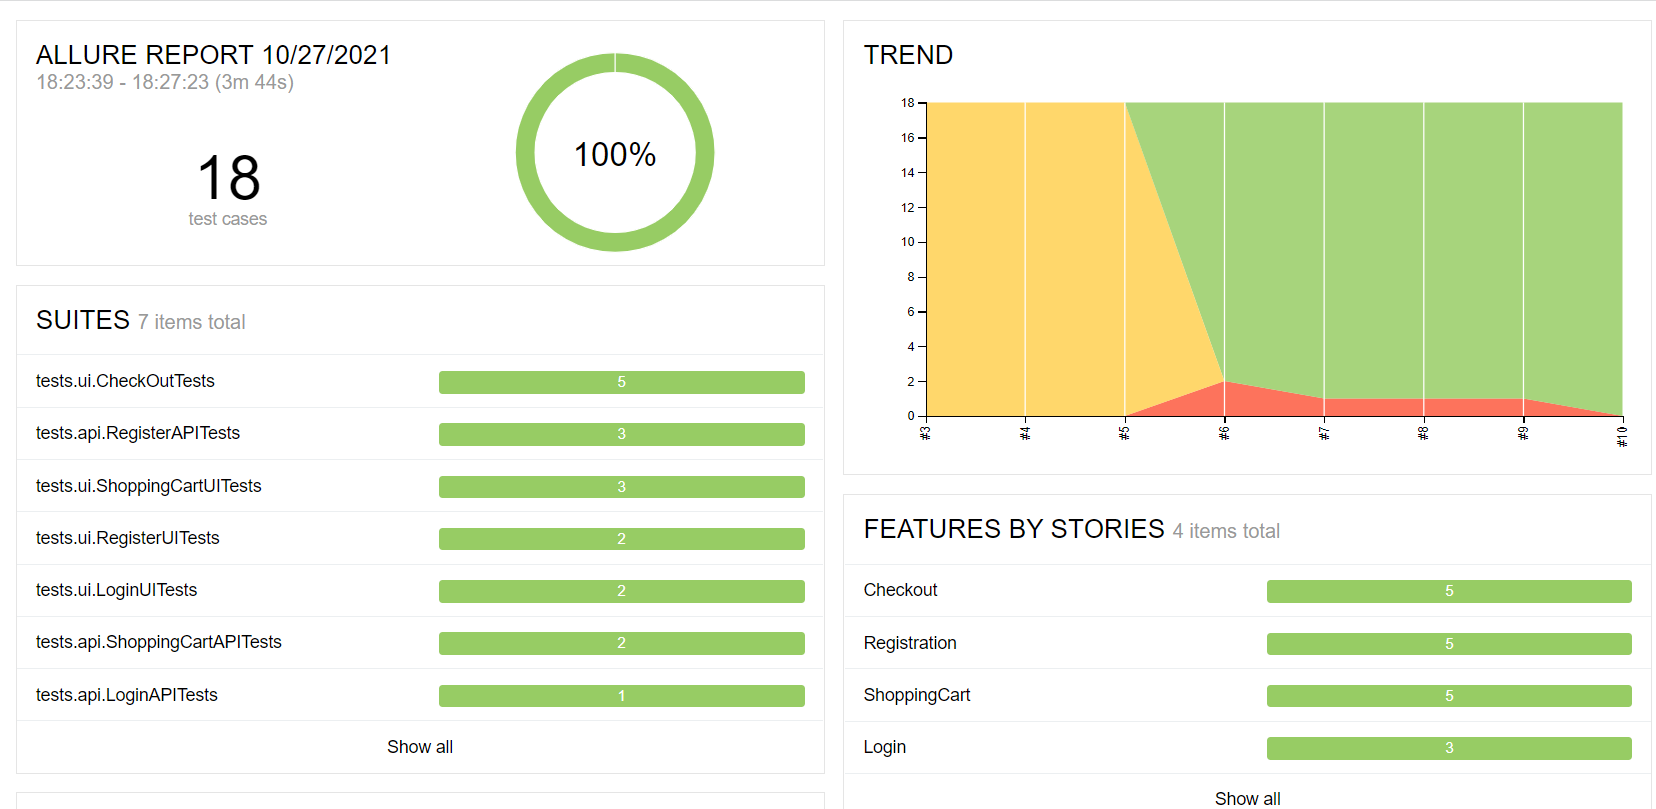 ALLURE REPORT 10/27/2021
18:23:39 - 18:27:23 (3m 44s)
18
test cases
100%
SUITES 7 items total
tests.ui.CheckOutTests 5
tests.api.RegisterAPITests 3
tests.ui.ShoppingCartUITests 3
tests.ui.RegisterUITests 2
tests.ui.LoginUITests 2
tests.api.ShoppingCartAPITests 2
tests.api.LoginAPITests 1
Show all
TREND
18
16
14
12
10
8
6
4
2
0
#3 #4 #5 #6 #7 #8 #9 #10
FEATURES BY STORIES 4 items total
Checkout 5
Registration 5
ShoppingCart 5
Login 3
Show all